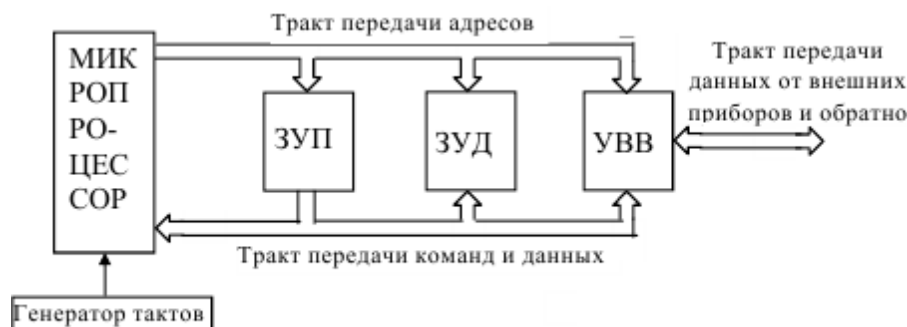 Тракт передачи адресов
МИК
РОП
РО-
ЦЕС
СОР
ЗУП
ЗУД
УВВ
Тракт передачи
данных от внешних
приборов и обратно
Тракт передачи команд и данных
Генератор тактов